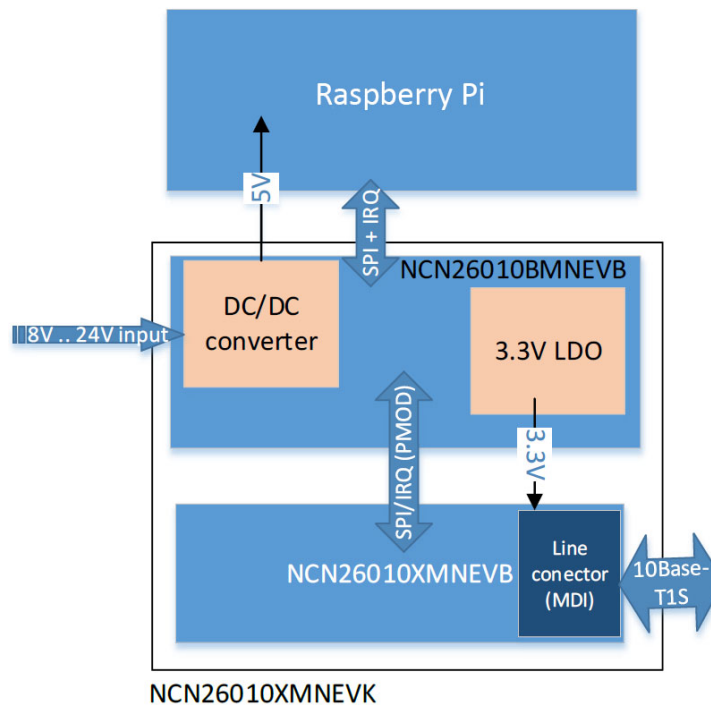 Raspberry Pi
5V
SPI + IRQ
NCN26010BMNEVB
DC/DC
converter
8V .. 24V input
3.3V LDO
3.3V
SPI/IRQ (PMOD)
NCN26010XMNEVB
Line
conector
(MDI)
10Base-
T1S
NCN26010XMNEVK